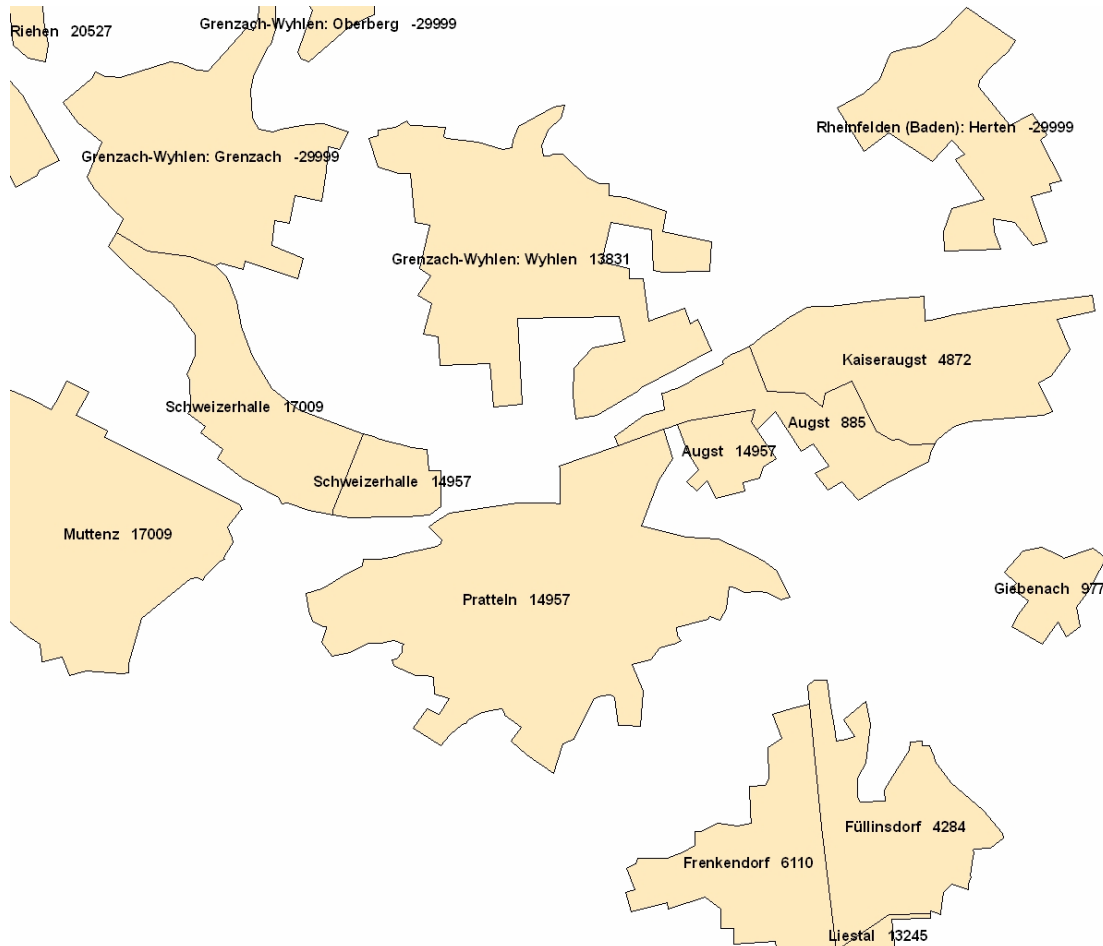 Grenzach-Wyhlen: Oberberg -29999
Riehen 20527
Rheinfelden (Baden): Herten -29999
Grenzach-Wyhlen: Grenzach -29999
Grenzach-Wyhlen: Wyhlen 13831
Kaiseraugst 4872
Schweizerhalle 17009
Augst 885
Augst 14957
Schweizerhalle 14957
Muttenz 17009
Giebenach 977
Pratteln 14957
Füllinsdorf 4284
Frenkendorf 6110
Liestal 13245